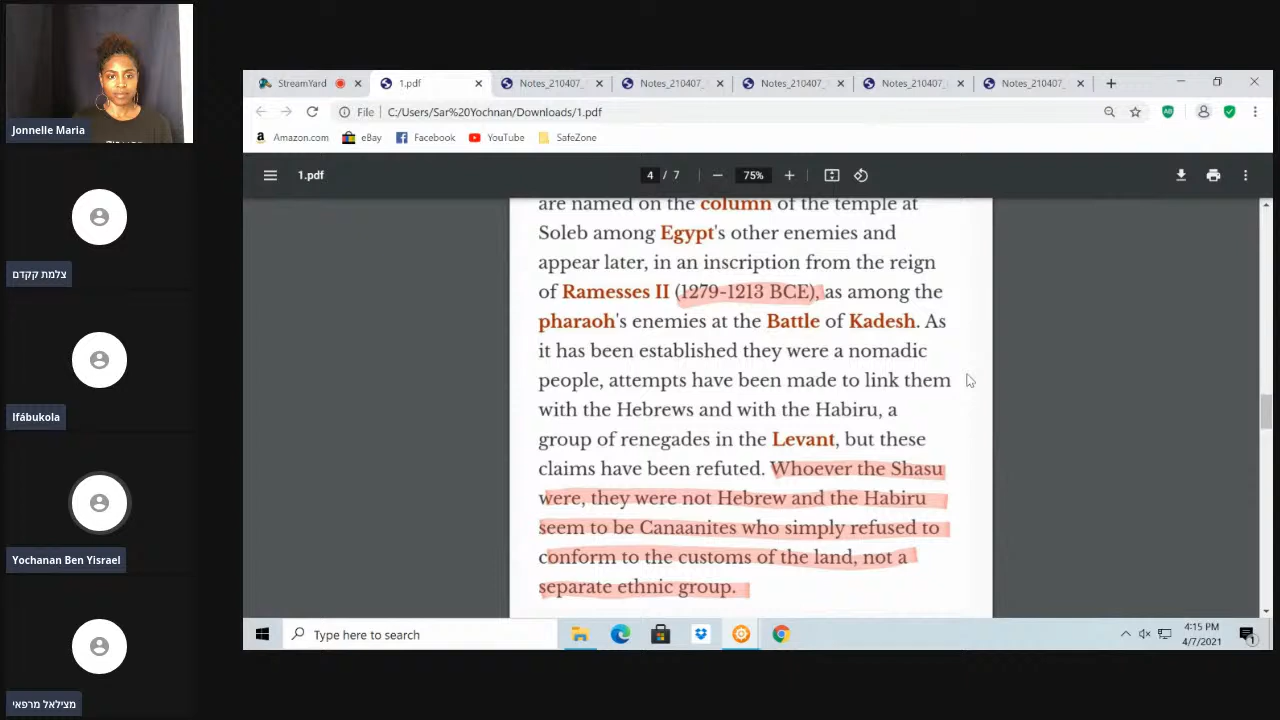 Jonnelle Maria
צלמת קקדם
Ifábukola
Yochanan Ben Yisrael
מצילאל מרפאי
StreamYard
1.pdf
Notes_210407_
Notes_210407_
Notes_210407_
Notes_210407_
Notes_210407_
File
C:/Users/Sar%20Yochnan/Downloads/1.pdf
Amazon.com
eBay
Facebook
YouTube
SafeZone
1.pdf
4 / 7
75%
are named on the column of the temple at
Soleb among Egypt's other enemies and
appear later, in an inscription from the reign
of Ramesses II (1279-1213 BCE), as among the
pharaoh's enemies at the Battle of Kadesh. As
it has been established they were a nomadic
people, attempts have been made to link them
with the Hebrews and with the Habiru, a
group of renegades in the Levant, but these
claims have been refuted. Whoever the Shasu
were, they were not Hebrew and the Habiru
seem to be Canaanites who simply refused to
conform to the customs of the land, not a
separate ethnic group.
Type here to search
4:15 PM
4/7/2021
1